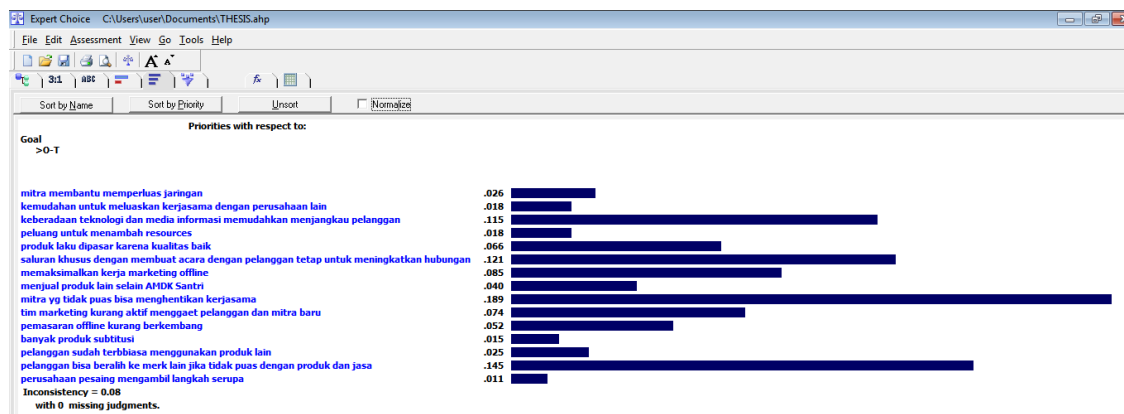 Expert Choice C:\Users\user\Documents\THESIS.ahp
File Edit Assessment View Go Tools Help
A A
3:1 ABC fx
Sort by Name Sort by Priority Unsort Normalize
Priorities with respect to:
Goal
>O-T
mitra membantu memperluas jaringan .026
kemudahan untuk meluaskan kerjasama dengan perusahaan lain .018
keberadaan teknologi dan media informasi memudahkan menjangkau pelanggan .115
peluang untuk menambah resources .018
produk laku dipasar karena kualitas baik .066
saluran khusus dengan membuat acara dengan pelanggan tetap untuk meningkatkan hubungan .121
memaksimalkan kerja marketing offline .085
menjual produk lain selain AMDK Santri .040
mitra yg tidak puas bisa menghentikan kerjasama .189
tim marketing kurang aktif menggaet pelanggan dan mitra baru .074
pemasaran offline kurang berkembang .052
banyak produk subtitusi .015
pelanggan sudah terbbiasa menggunakan produk lain .025
pelanggan bisa beralih ke merk lain jika tidak puas dengan produk dan jasa .145
perusahaan pesaing mengambil langkah serupa .011
Inconsistency = 0.08
with 0 missing judgments.